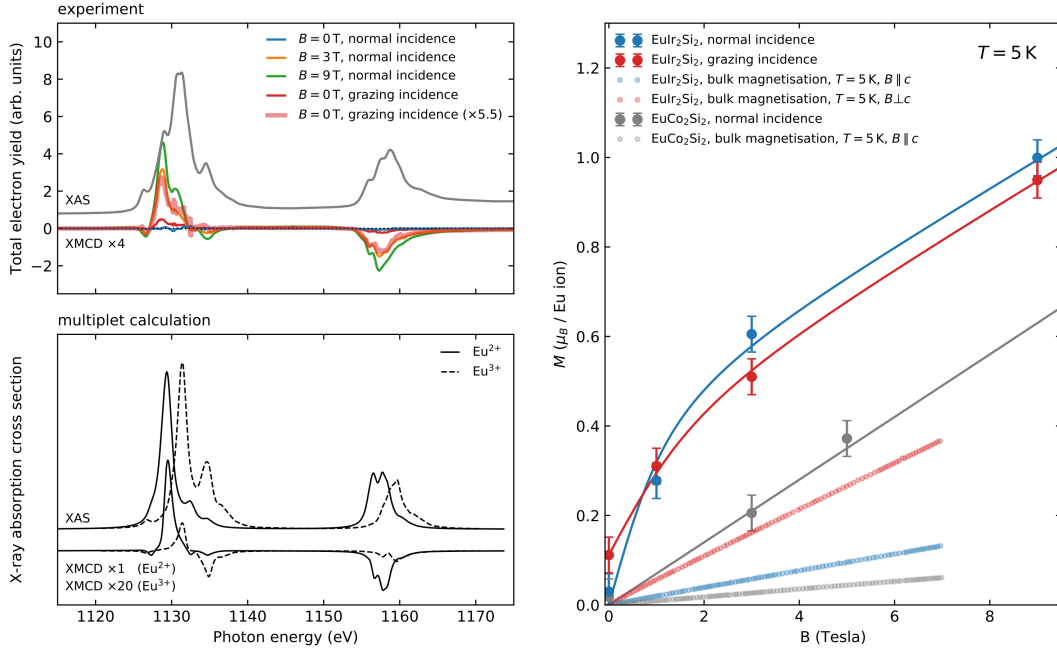 experiment
10
8
6
4
2
0
−2
Total electron yield (arb. units)
B = 0 T, normal incidence
B = 3 T, normal incidence
B = 9 T, normal incidence
B = 0 T, grazing incidence
B = 0 T, grazing incidence (×5.5)
XAS
XMCD ×4
multiplet calculation
X-ray absorption cross section
Eu²⁺
Eu³⁺
XAS
XMCD ×1 (Eu²⁺)
XMCD ×20 (Eu³⁺)
1120 1130 1140 1150 1160 1170
Photon energy (eV)
1.2
1.0
0.8
0.6
0.4
0.2
0.0
M (μ_B / Eu ion)
EuIr₂Si₂, normal incidence
EuIr₂Si₂, grazing incidence
EuIr₂Si₂, bulk magnetisation, T = 5 K, B ∥ c
EuIr₂Si₂, bulk magnetisation, T = 5 K, B⊥c
EuCo₂Si₂, normal incidence
EuCo₂Si₂, bulk magnetisation, T = 5 K, B ∥ c
T = 5 K
0 2 4 6 8
B (Tesla)